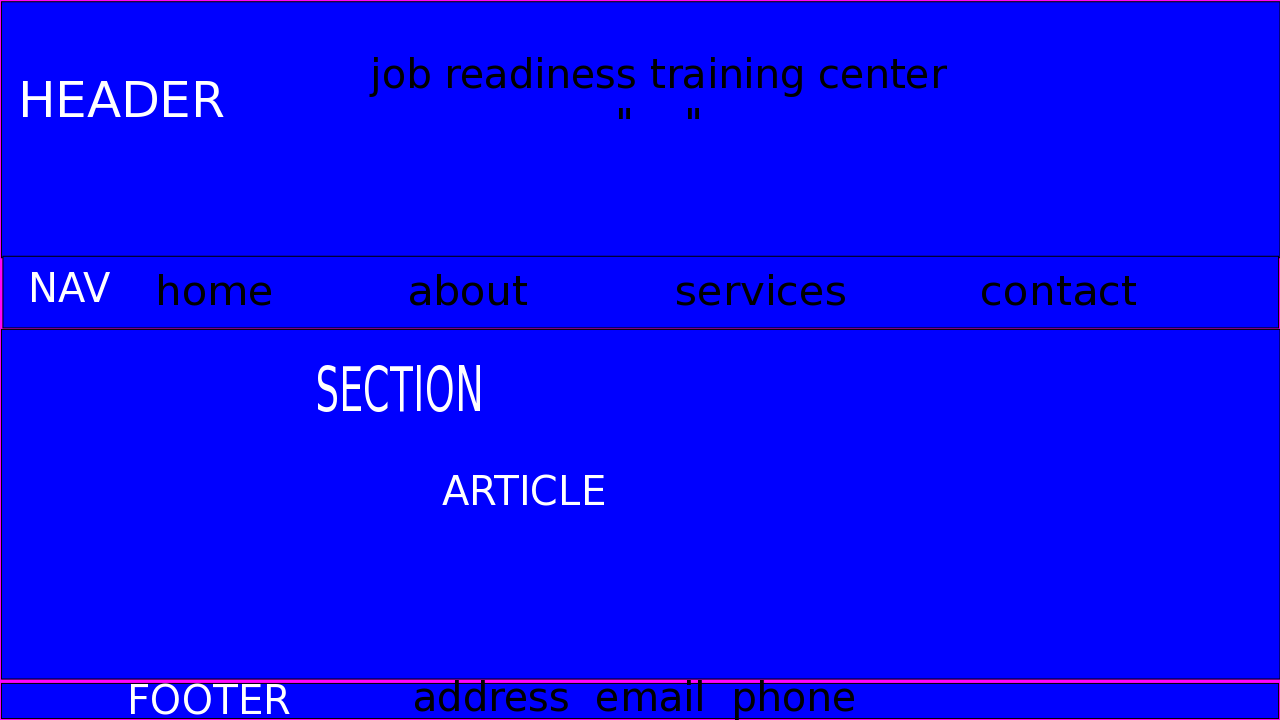 job readiness training center
HEADER
" "
NAV home about services contact
SECTION
ARTICLE
FOOTER address email phone